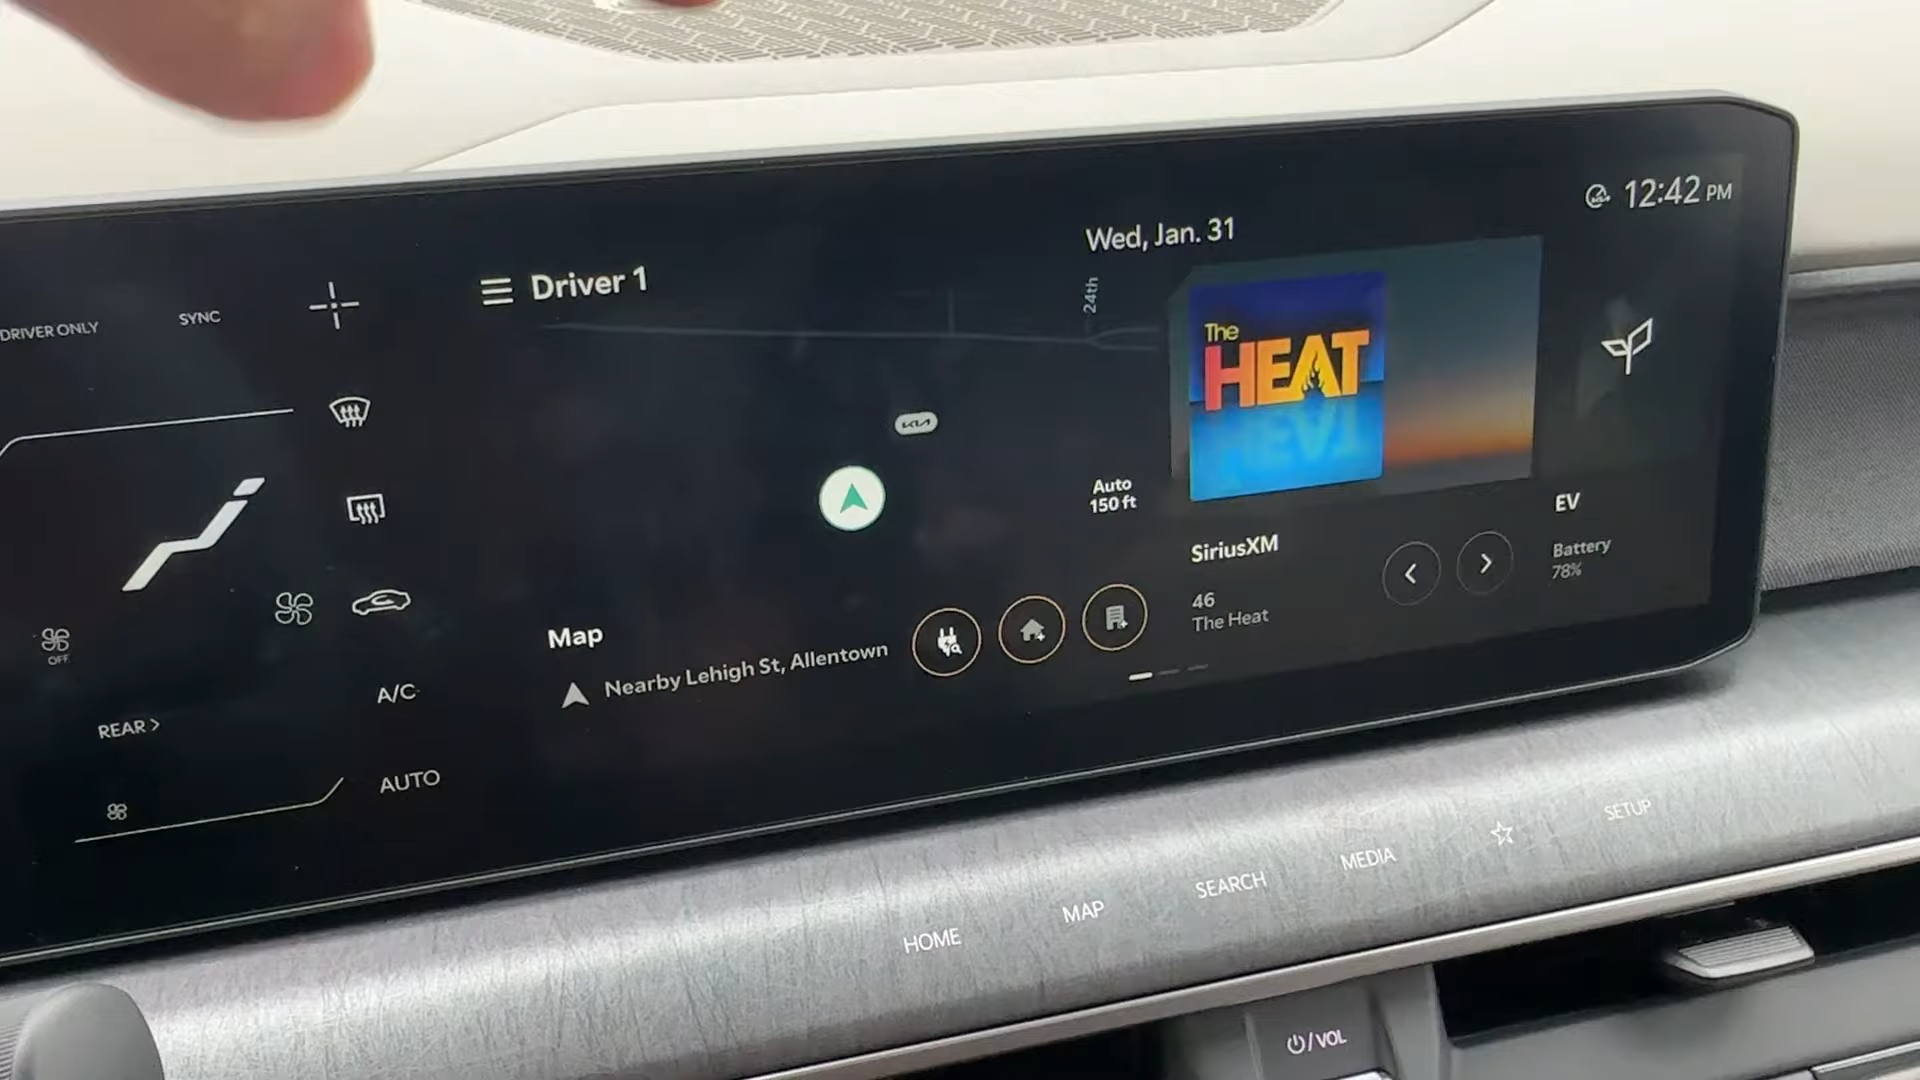 12:42 PM
Wed, Jan. 31
Driver 1
24th
DRIVER ONLY
SYNC
The
HEAT
KIA
Auto
150 ft
EV
SiriusXM
Battery
78%
46
The Heat
Map
Nearby Lehigh St, Allentown
OFF
A/C
REAR >
AUTO
HOME
MAP
SEARCH
MEDIA
SETUP
/ VOL